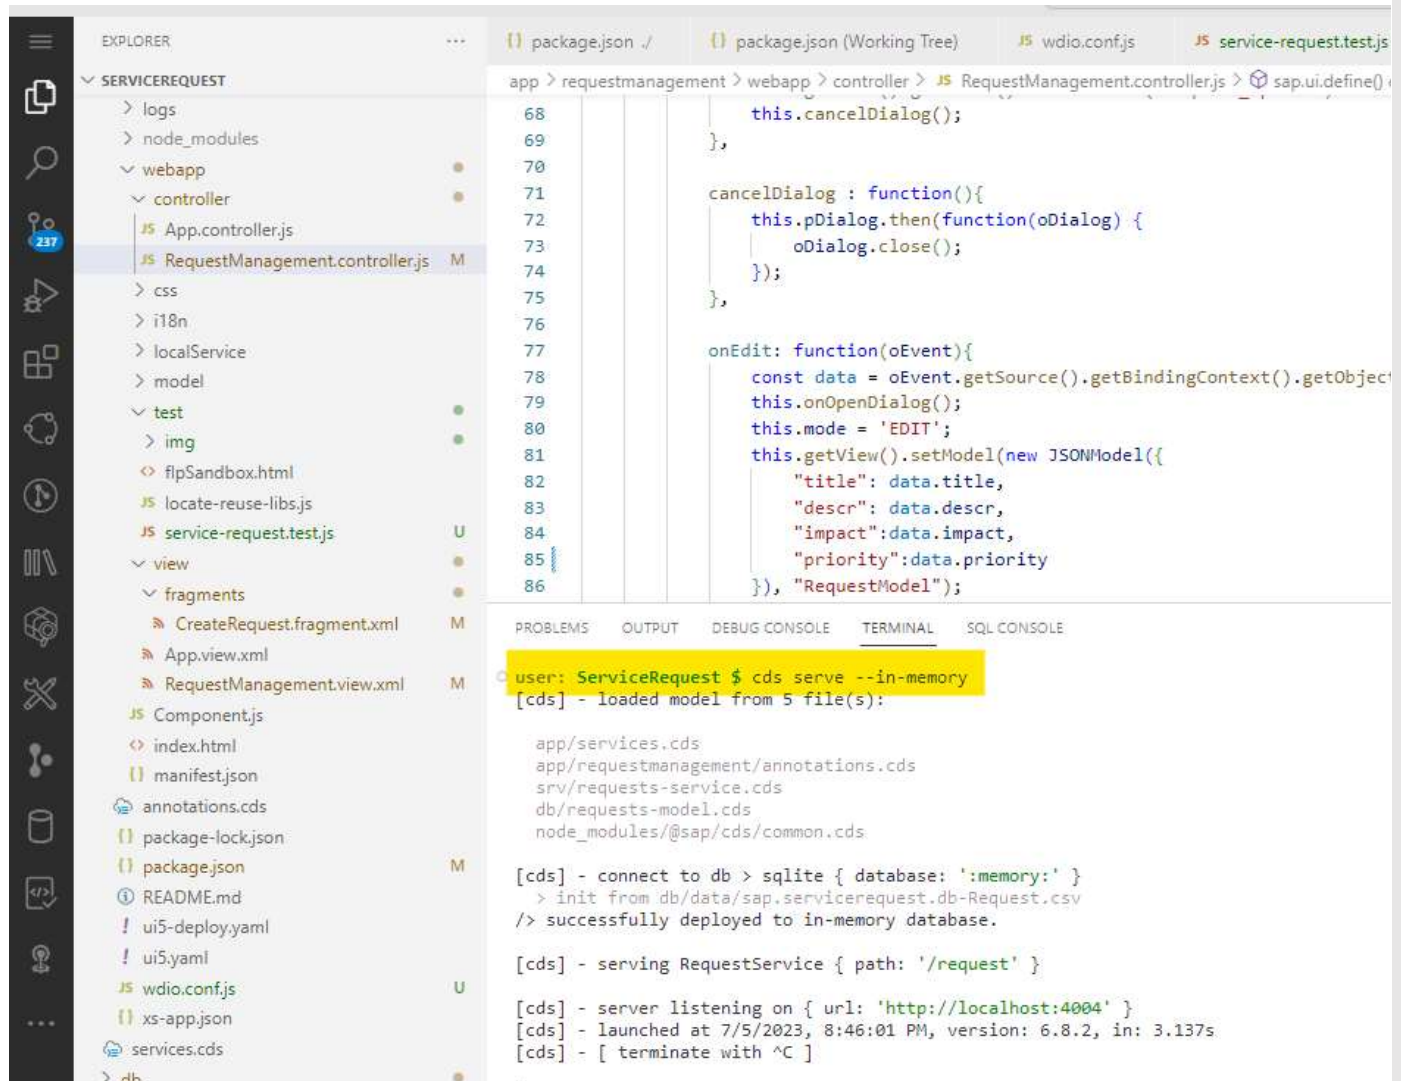 EXPLORER
SERVICEREQUEST
logs
node_modules
webapp
controller
JS App.controller.js
JS RequestManagement.controller.js M
css
i18n
localService
model
test
img
<> flpSandbox.html
JS locate-reuse-libs.js
JS service-request.test.js U
view
fragments
CreateRequest.fragment.xml M
App.view.xml
RequestManagement.view.xml M
JS Component.js
<> index.html
{} manifest.json
annotations.cds
{} package-lock.json
{} package.json M
README.md
! ui5-deploy.yaml
! ui5.yaml
JS wdio.conf.js U
{} xs-app.json
services.cds
db
237
{} package.json ./
{} package.json (Working Tree)
JS wdio.conf.js
JS service-request.test.js
app > requestmanagement > webapp > controller > JS RequestManagement.controller.js > sap.ui.define()
68 this.cancelDialog();
69 },
70
71 cancelDialog : function(){
72 this.pDialog.then(function(oDialog) {
73 oDialog.close();
74 });
75 },
76
77 onEdit: function(oEvent){
78 const data = oEvent.getSource().getBindingContext().getObject
79 this.onOpenDialog();
80 this.mode = 'EDIT';
81 this.getView().setModel(new JSONModel({
82 "title": data.title,
83 "descr": data.descr,
84 "impact":data.impact,
85 "priority":data.priority
86 }), "RequestModel");
PROBLEMS OUTPUT DEBUG CONSOLE TERMINAL SQL CONSOLE
user: ServiceRequest $ cds serve --in-memory
[cds] - loaded model from 5 file(s):
app/services.cds
app/requestmanagement/annotations.cds
srv/requests-service.cds
db/requests-model.cds
node_modules/@sap/cds/common.cds
[cds] - connect to db > sqlite { database: ':memory:' }
> init from db/data/sap.servicerequest.db-Request.csv
/> successfully deployed to in-memory database.
[cds] - serving RequestService { path: '/request' }
[cds] - server listening on { url: 'http://localhost:4004' }
[cds] - launched at 7/5/2023, 8:46:01 PM, version: 6.8.2, in: 3.137s
[cds] - [ terminate with ^C ]